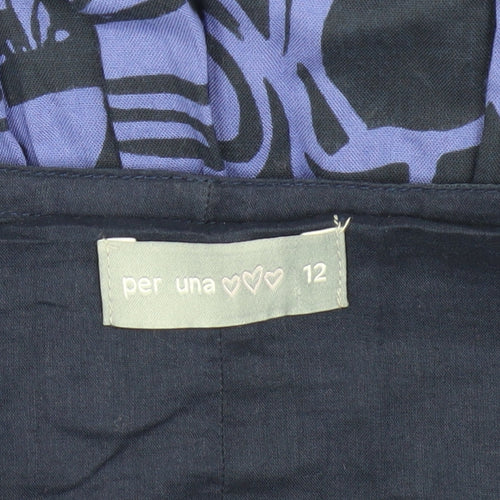 per una ♡♡♡ 12